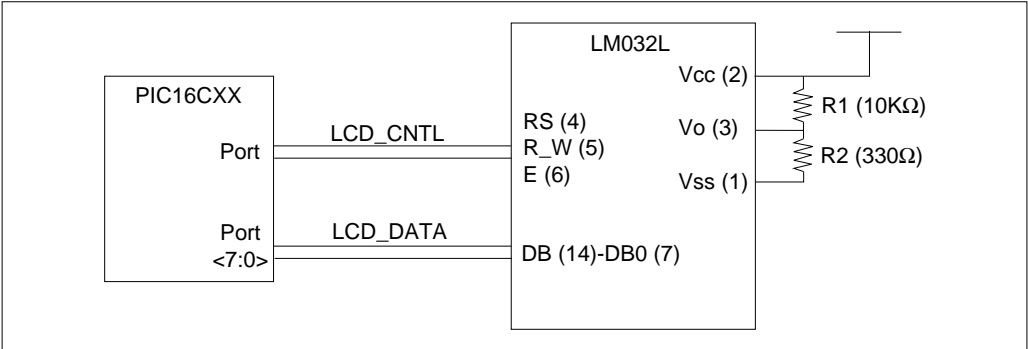 PIC16CXX
Port
Port
<7:0>
LCD_CNTL
LCD_DATA
LM032L
RS (4)
R_W (5)
E (6)
DB (14)-DB0 (7)
Vcc (2)
Vo (3)
Vss (1)
R1 (10KΩ)
R2 (330Ω)